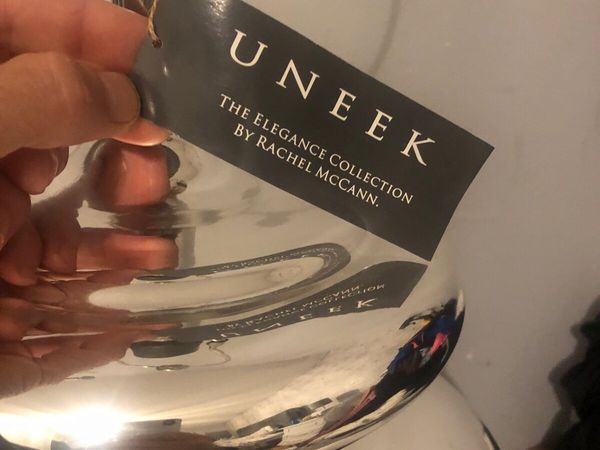 UNEEK
THE ELEGANCE COLLECTION
BY RACHEL MCCANN.